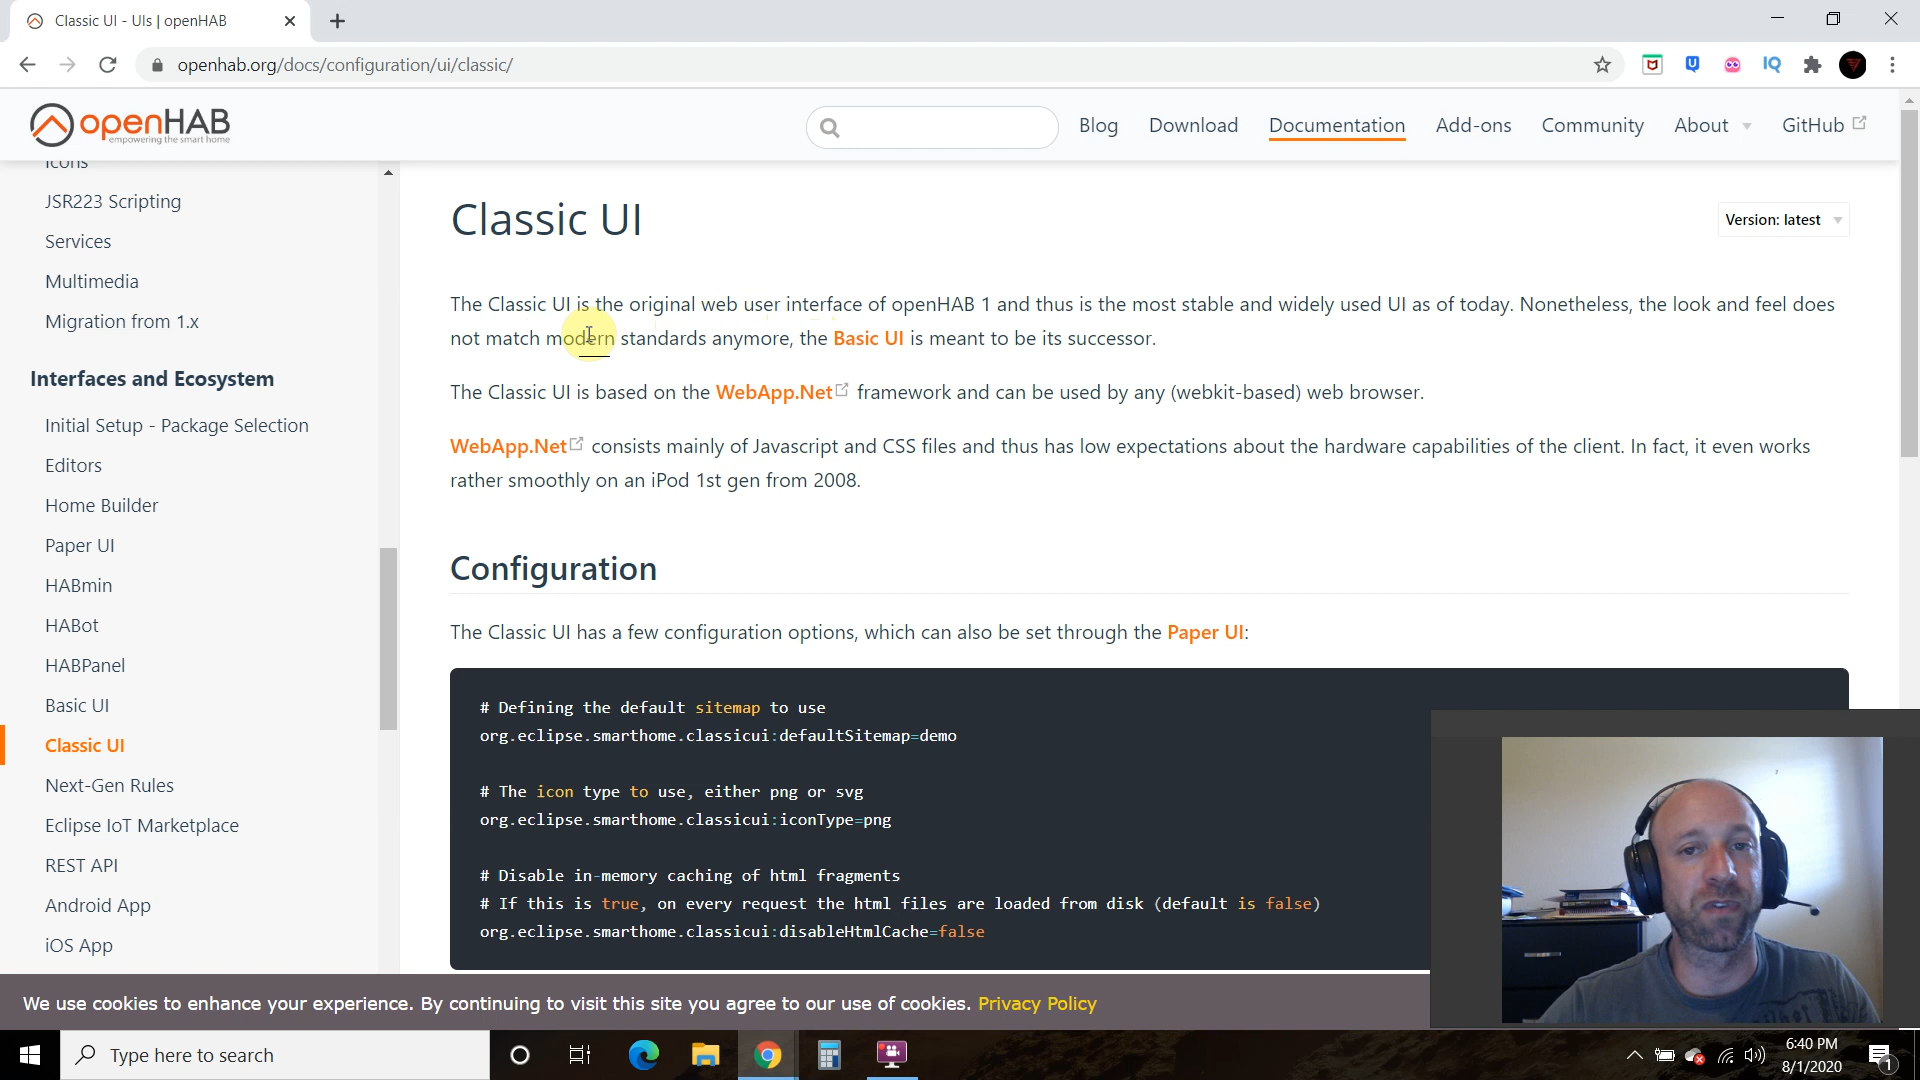 Classic UI - UIs | openHAB
openhab.org/docs/configuration/ui/classic/
IQ
openHAB
empowering the smart home
Blog
Download
Documentation
Add-ons
Community
About
GitHub
Icons
JSR223 Scripting
Services
Multimedia
Migration from 1.x
Interfaces and Ecosystem
Initial Setup - Package Selection
Editors
Home Builder
Paper UI
HABmin
HABot
HABPanel
Basic UI
Classic UI
Next-Gen Rules
Eclipse IoT Marketplace
REST API
Android App
iOS App
Classic UI
Version: latest
The Classic UI is the original web user interface of openHAB 1 and thus is the most stable and widely used UI as of today. Nonetheless, the look and feel does
not match modern standards anymore, the Basic UI is meant to be its successor.
The Classic UI is based on the WebApp.Net framework and can be used by any (webkit-based) web browser.
WebApp.Net consists mainly of Javascript and CSS files and thus has low expectations about the hardware capabilities of the client. In fact, it even works
rather smoothly on an iPod 1st gen from 2008.
Configuration
The Classic UI has a few configuration options, which can also be set through the Paper UI:
# Defining the default sitemap to use
org.eclipse.smarthome.classicui:defaultSitemap=demo
# The icon type to use, either png or svg
org.eclipse.smarthome.classicui:iconType=png
# Disable in-memory caching of html fragments
# If this is true, on every request the html files are loaded from disk (default is false)
org.eclipse.smarthome.classicui:disableHtmlCache=false
We use cookies to enhance your experience. By continuing to visit this site you agree to our use of cookies. Privacy Policy
Type here to search
6:40 PM
8/1/2020
1